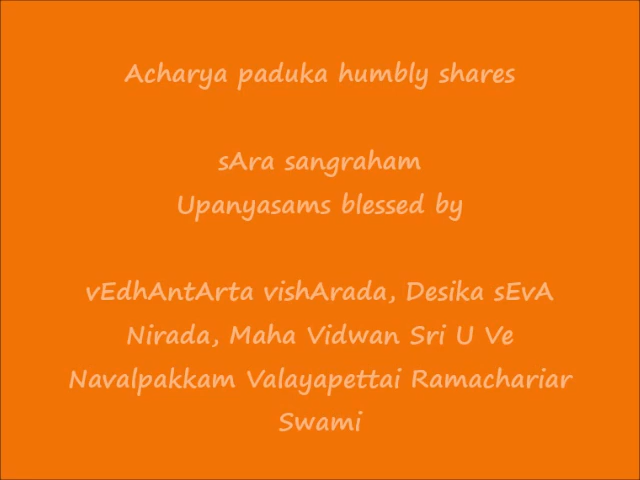 Acharya paduka humbly shares
sAra sangraham
Upanyasams blessed by
vEdhAntArta vishArada, Desika sEvA
Nirada, Maha Vidwan Sri U Ve
Navalpakkam Valayapettai Ramachariar
Swami